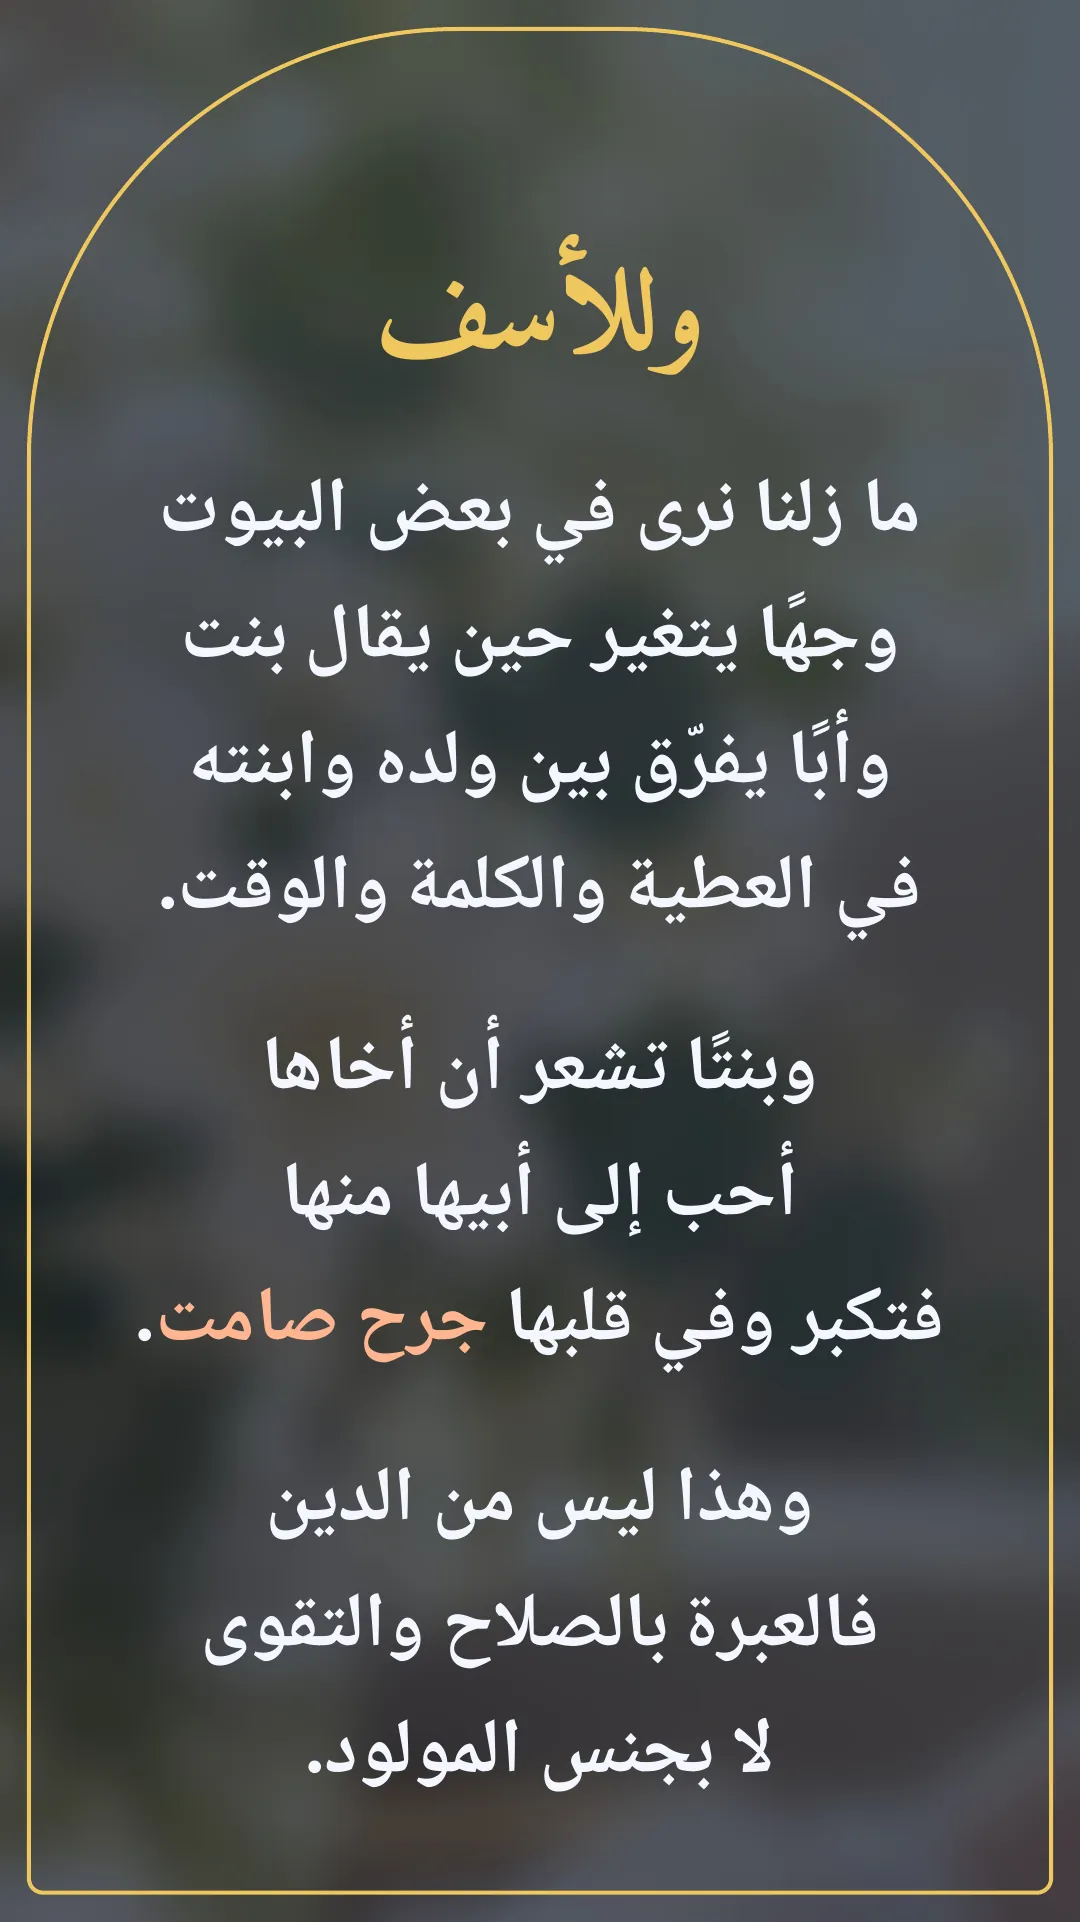 وللأسف
ما زلنا نرى في بعض البيوت
وجهًا يتغير حين يقال بنت
وأبًا يفرّق بين ولده وابنته
في العطية والكلمة والوقت.
وبنتًا تشعر أن أخاها
أحب إلى أبيها منها
فتكبر وفي قلبها جرح صامت.
وهذا ليس من الدين
فالعبرة بالصلاح والتقوى
لا بجنس المولود.